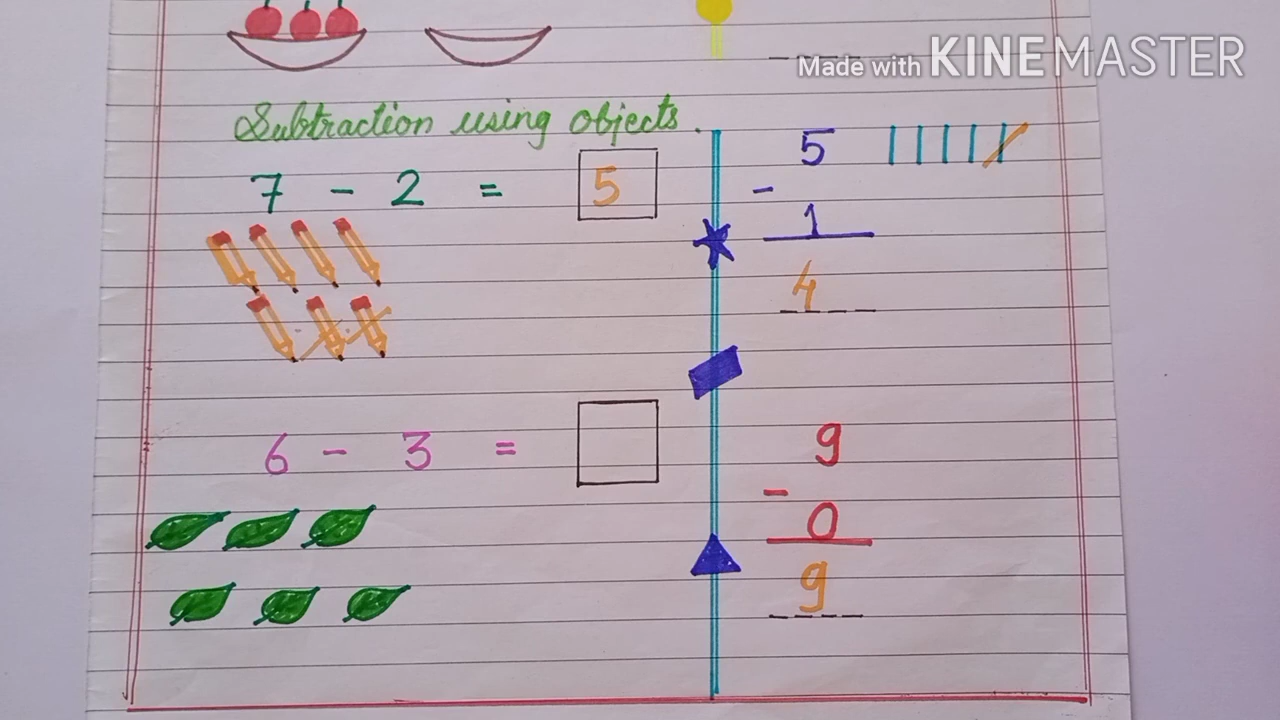 Made with KINEMASTER
Subtraction using objects.
7 - 2 = 5
6 - 3 =
5
- 1
4
9
- 0
9